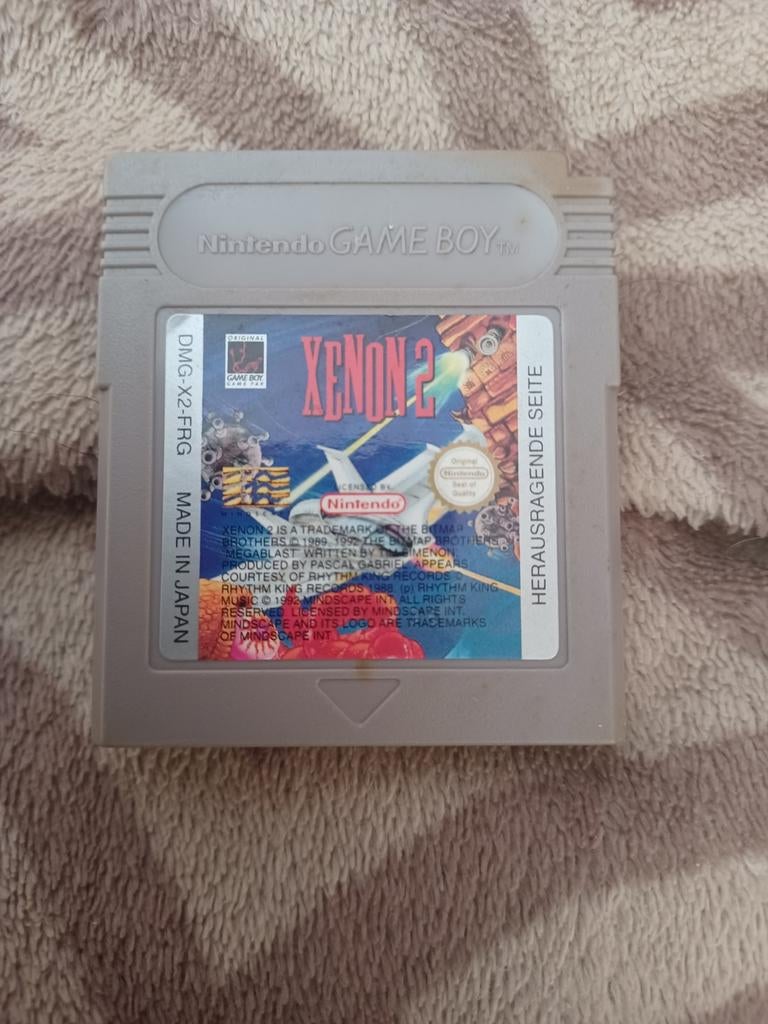 Nintendo GAME BOY™
DMG-X2-FRG MADE IN JAPAN
ORIGINAL
GAME BOY
GAME PAK
XENON 2
Original
Nintendo
Seal of
Quality
MINDSCAPE
LICENSED BY
Nintendo
XENON 2 IS A TRADEMARK OF THE BITMAP
BROTHERS © 1989, 1992 THE BITMAP BROTHERS
"MEGABLAST" WRITTEN BY TIM SIMENON,
PRODUCED BY PASCAL GABRIEL, APPEARS
COURTESY OF RHYTHM KING RECORDS ©
RHYTHM KING RECORDS 1988, (p) RHYTHM KING
MUSIC © 1992 MINDSCAPE INT. ALL RIGHTS
RESERVED. LICENSED BY MINDSCAPE INT.
MINDSCAPE AND ITS LOGO ARE TRADEMARKS
OF MINDSCAPE INT.
HERAUSRAGENDE SEITE